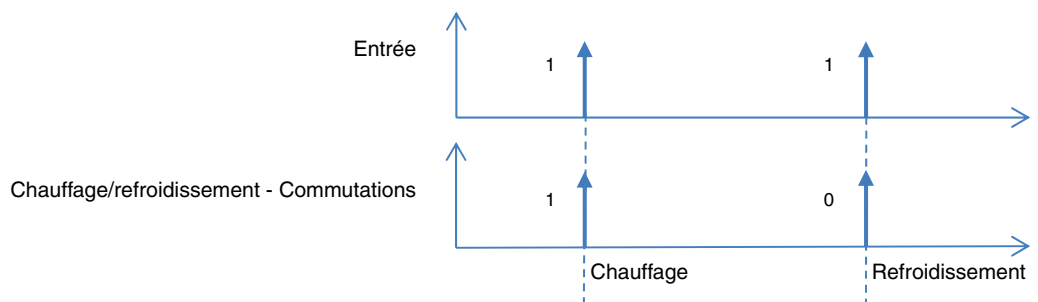 Entrée
1
1
Chauffage/refroidissement - Commutations
1
0
Chauffage
Refroidissement